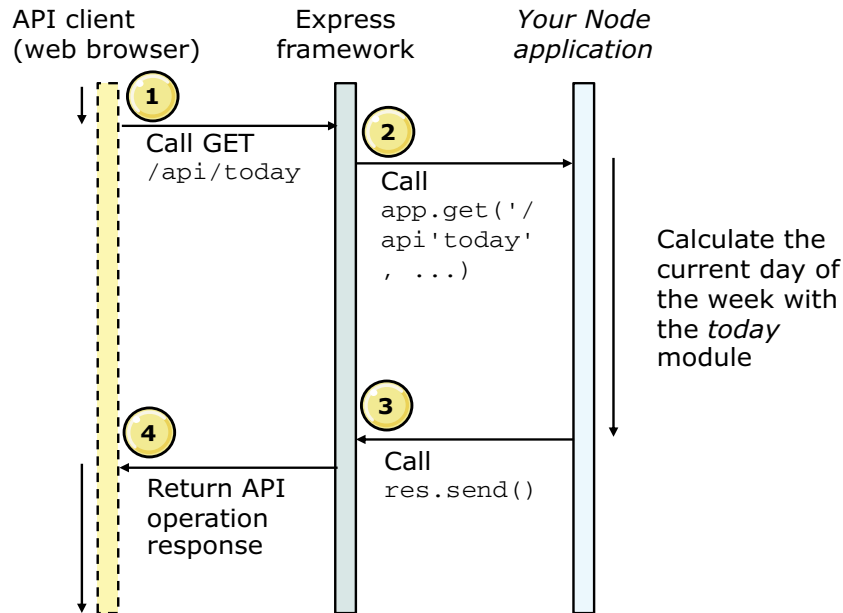 API client
(web browser)
Express
framework
Your Node
application
1
Call GET
/api/today
2
Call
app.get('/
api'today'
, ...)
Calculate the
current day of
the week with
the today
module
3
Call
res.send()
4
Return API
operation
response